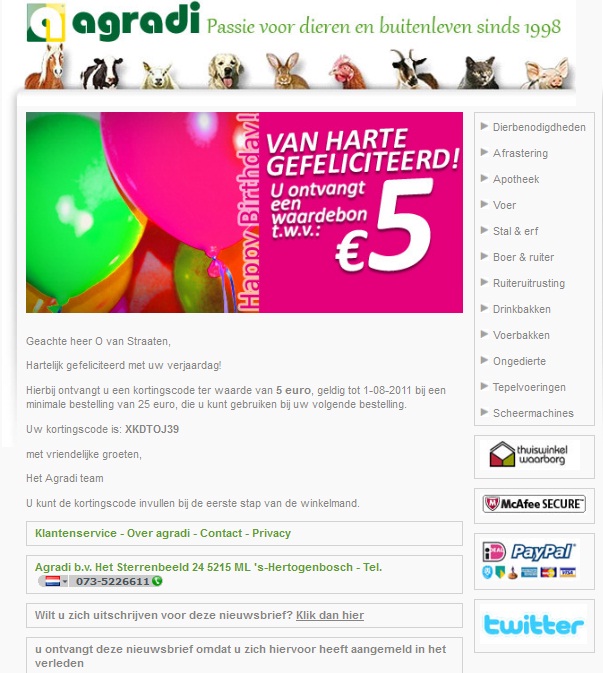 agradi Passie voor dieren en buitenleven sinds 1998
Happy Birthday!
VAN HARTE
GEFELICITEERD!
U ontvangt
een
waardebon
t.w.v.:
€5
Geachte heer O van Straaten,
Hartelijk gefeliciteerd met uw verjaardag!
Hierbij ontvangt u een kortingscode ter waarde van 5 euro, geldig tot 1-08-2011 bij een
minimale bestelling van 25 euro, die u kunt gebruiken bij uw volgende bestelling.
Uw kortingscode is: XKDTOJ39
met vriendelijke groeten,
Het Agradi team
U kunt de kortingscode invullen bij de eerste stap van de winkelmand.
Klantenservice - Over agradi - Contact - Privacy
Agradi b.v. Het Sterrenbeeld 24 5215 ML 's-Hertogenbosch - Tel.
073-5226611
Wilt u zich uitschrijven voor deze nieuwsbrief? Klik dan hier
u ontvangt deze nieuwsbrief omdat u zich hiervoor heeft aangemeld in het
verleden
Dierbenodigdheden
Afrastering
Apotheek
Voer
Stal & erf
Boer & ruiter
Ruiteruitrusting
Drinkbakken
Voerbakken
Ongedierte
Tepelvoeringen
Scheermachines
thuiswinkel
waarborg
McAfee SECURE
iDEAL PayPal
VISA
twitter